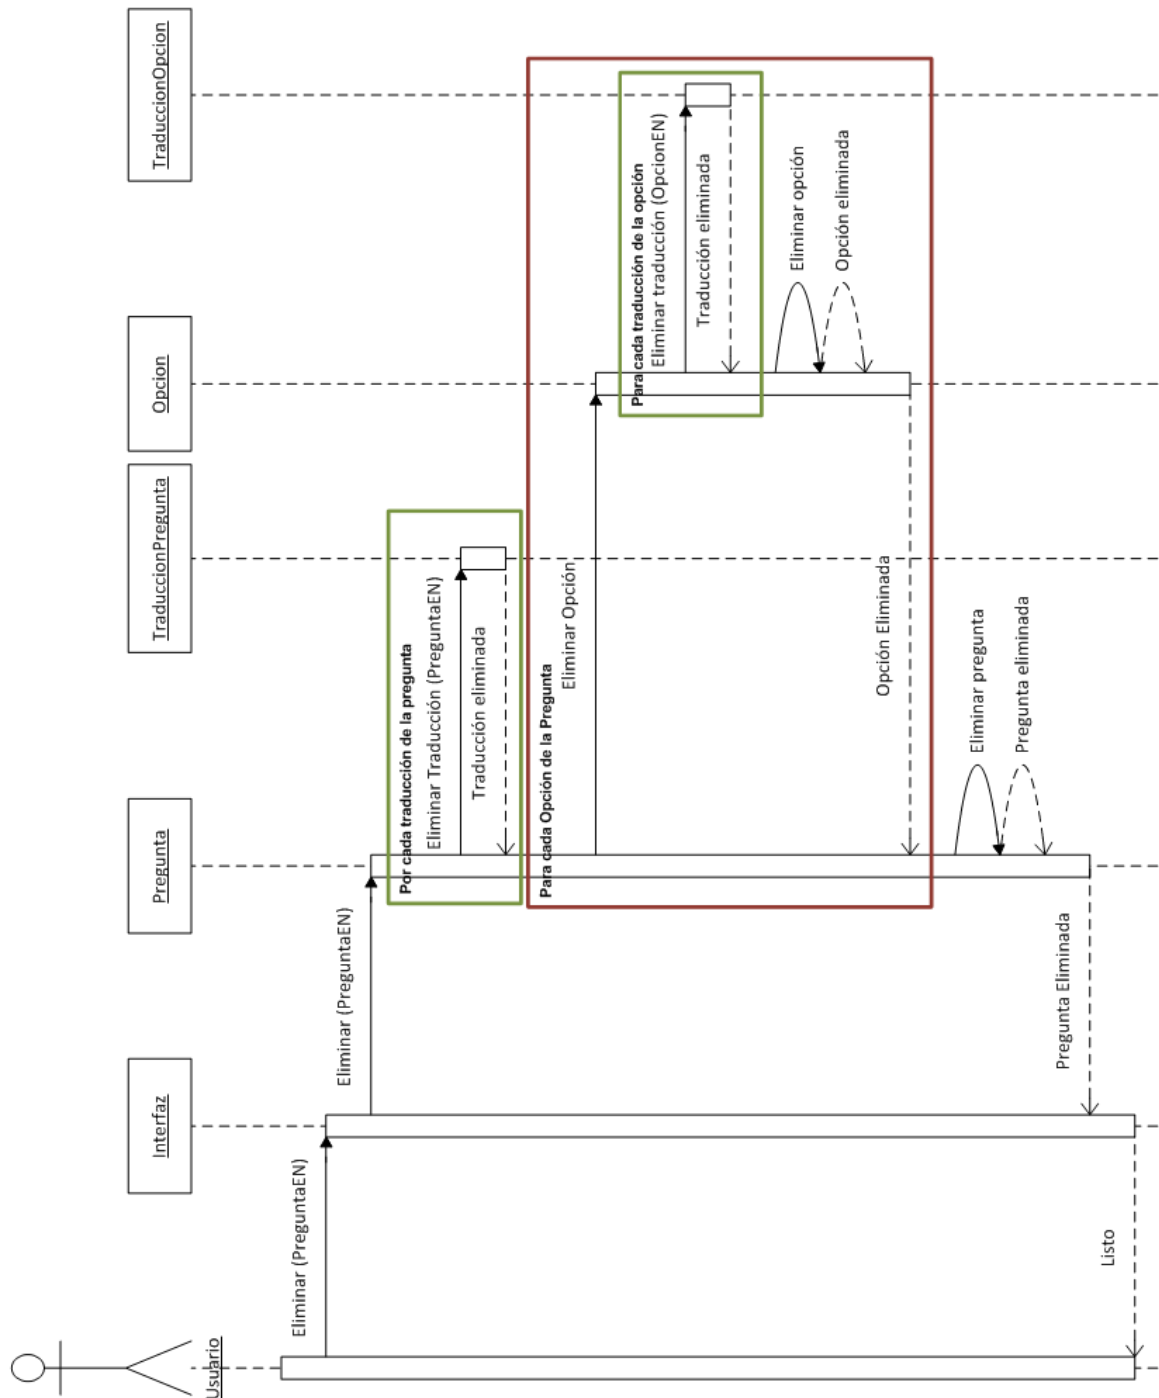 Usuario
Interfaz
Pregunta
TraduccionPregunta
Opcion
TraduccionOpcion
Eliminar (PreguntaEN)
Eliminar (PreguntaEN)
Por cada traducción de la pregunta
Eliminar Traducción (PreguntaEN)
Traducción eliminada
Para cada Opción de la Pregunta
Eliminar Opción
Para cada traducción de la opción
Eliminar traducción (OpcionEN)
Traducción eliminada
Eliminar opción
Opción eliminada
Opción Eliminada
Eliminar pregunta
Pregunta eliminada
Pregunta Eliminada
Listo